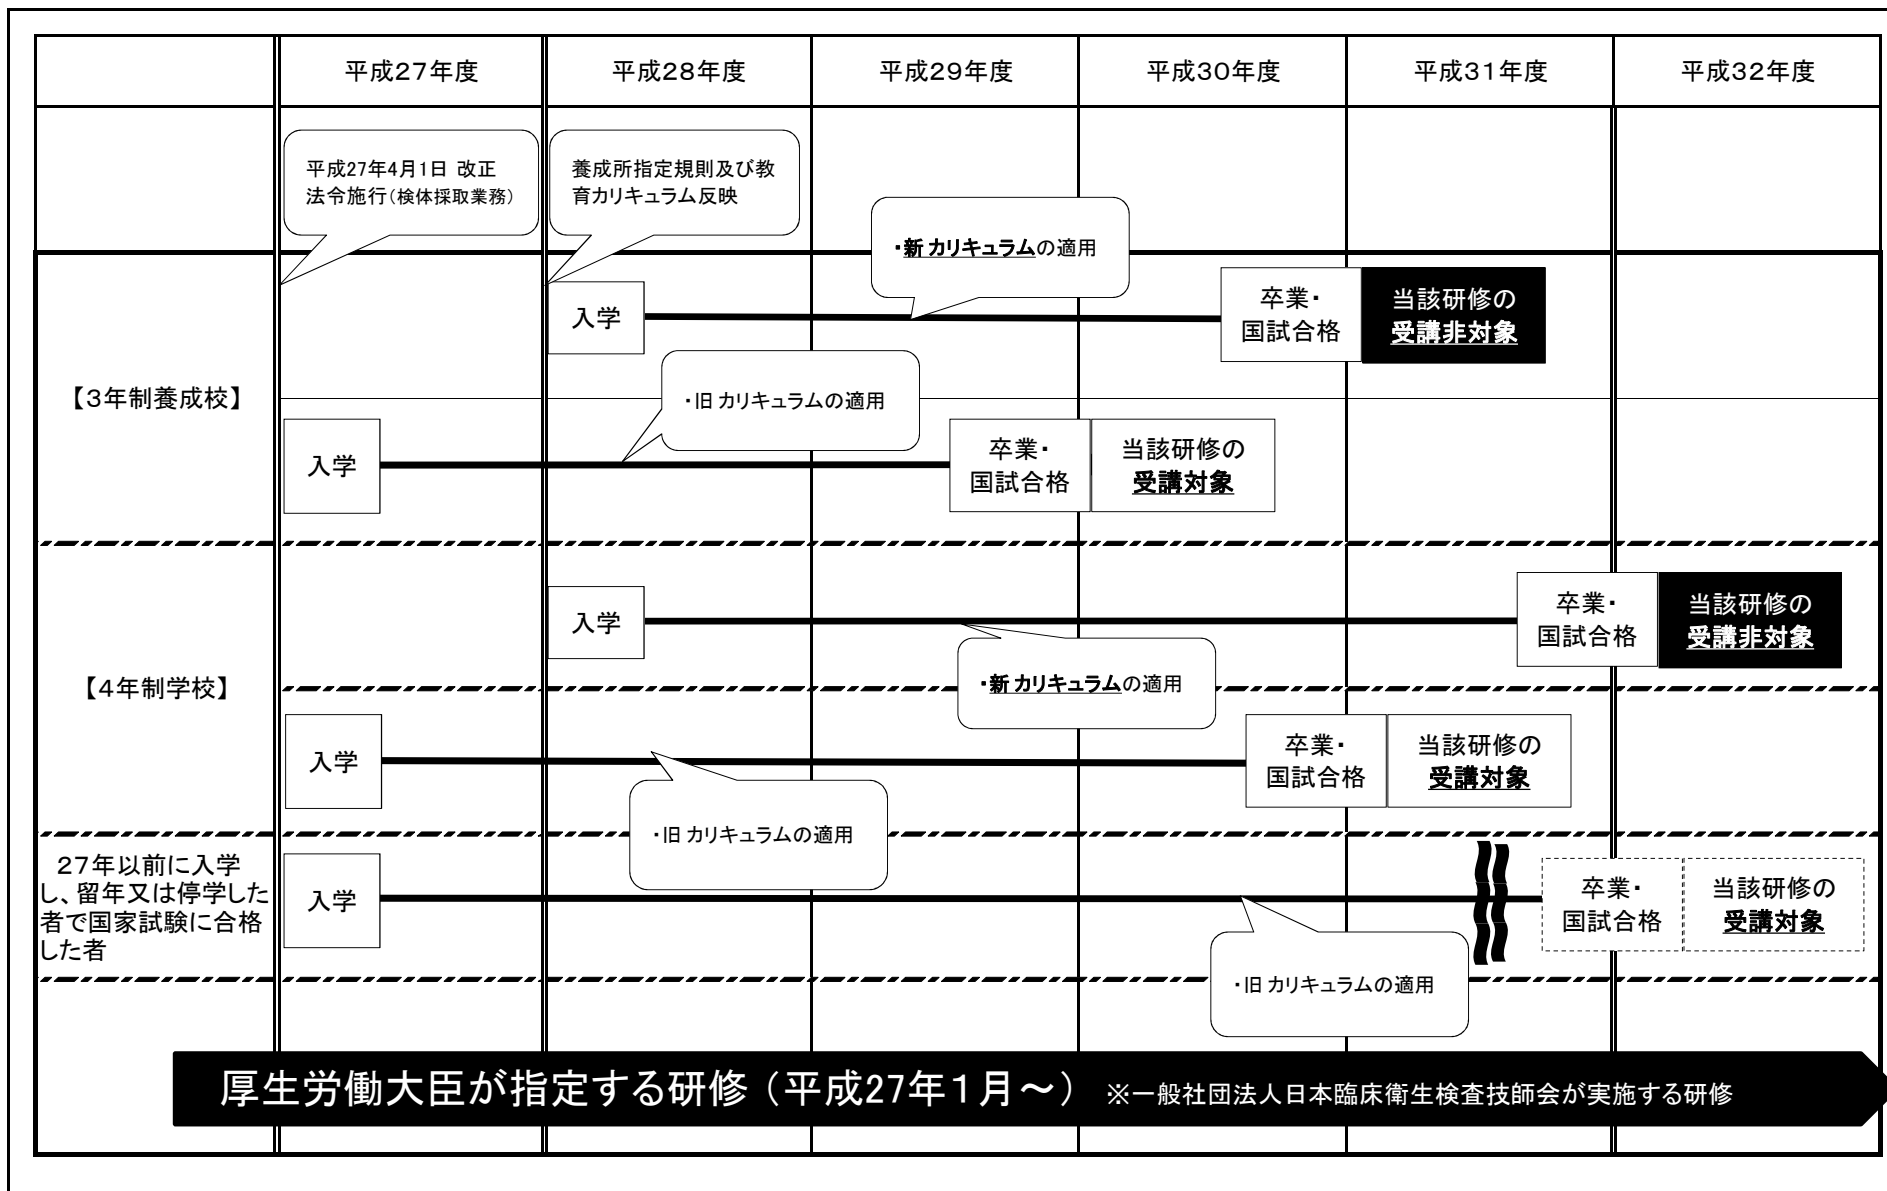 平成27年度
平成28年度
平成29年度
平成30年度
平成31年度
平成32年度
平成27年4月1日 改正
法令施行(検体採取業務)
養成所指定規則及び教
育カリキュラム反映
・新カリキュラムの適用
【3年制養成校】
入学
卒業・
国試合格
当該研修の
受講非対象
・旧カリキュラムの適用
入学
卒業・
国試合格
当該研修の
受講対象
【4年制学校】
入学
卒業・
国試合格
当該研修の
受講非対象
・新カリキュラムの適用
入学
卒業・
国試合格
当該研修の
受講対象
・旧カリキュラムの適用
27年以前に入学
し、留年又は停学した
者で国家試験に合格
した者
入学
卒業・
国試合格
当該研修の
受講対象
・旧カリキュラムの適用
厚生労働大臣が指定する研修(平成27年1月～) ※一般社団法人日本臨床衛生検査技師会が実施する研修